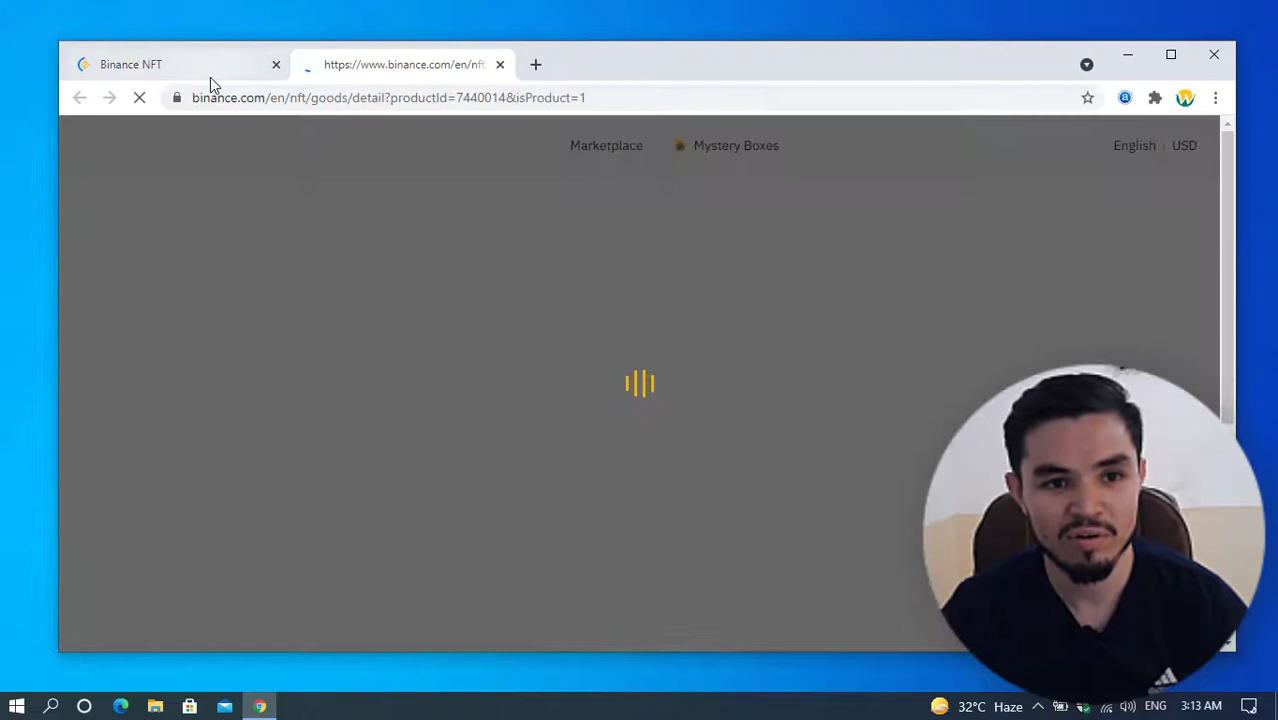 Binance NFT
https://www.binance.com/en/nft
binance.com/en/nft/goods/detail?productId=7440014&isProduct=1
Marketplace
Mystery Boxes
English | USD
32°C Haze
ENG
3:13 AM